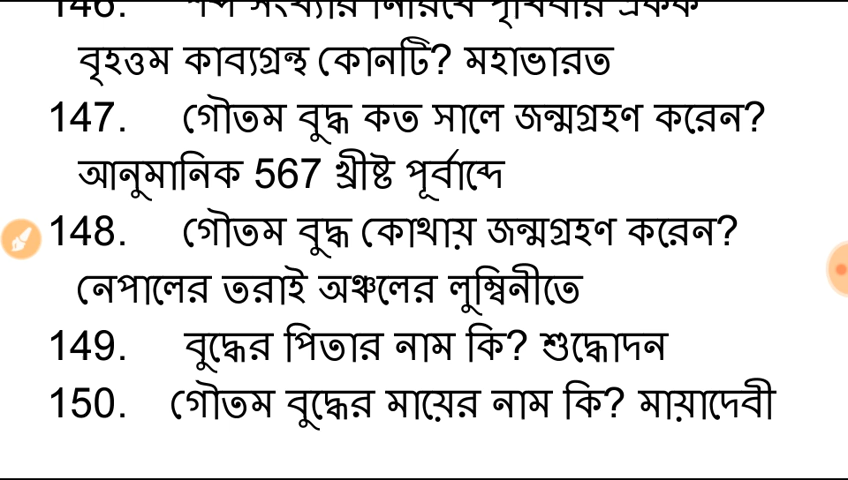 বৃহত্তম কাব্যগ্রন্থ কোনটি? মহাভারত
147. গৌতম বুদ্ধ কত সালে জন্মগ্রহণ করেন?
আনুমানিক 567 খ্রীষ্ট পূর্বাব্দে
148. গৌতম বুদ্ধ কোথায় জন্মগ্রহণ করেন?
নেপালের তরাই অঞ্চলের লুম্বিনীতে
149. বুদ্ধের পিতার নাম কি? শুদ্ধোদন
150. গৌতম বুদ্ধের মায়ের নাম কি? মায়াদেবী